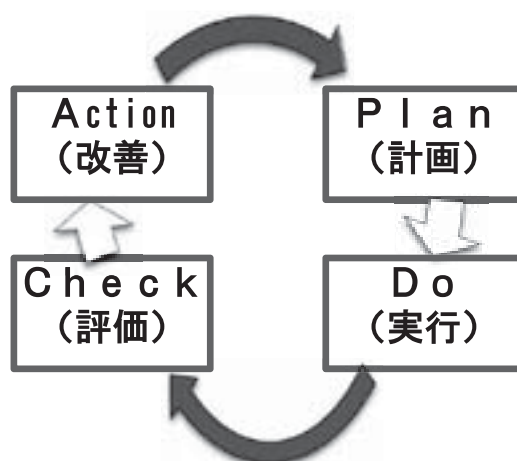 Action
（改善）
Plan
（計画）
Check
（評価）
Do
（実行）